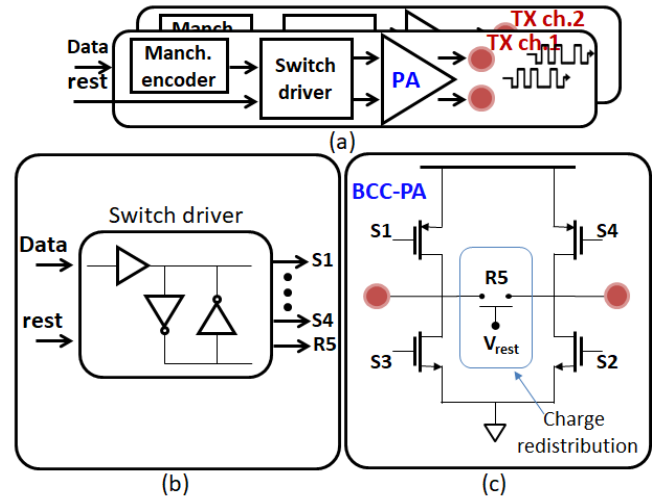 TX ch.2
Manch.
TX ch.1
Data
rest
Manch.
encoder
Switch
driver
PA
(a)
Switch driver
Data
rest
S1
S4
R5
(b)
BCC-PA
S1
S4
R5
Vrest
S3
S2
Charge
redistribution
(c)